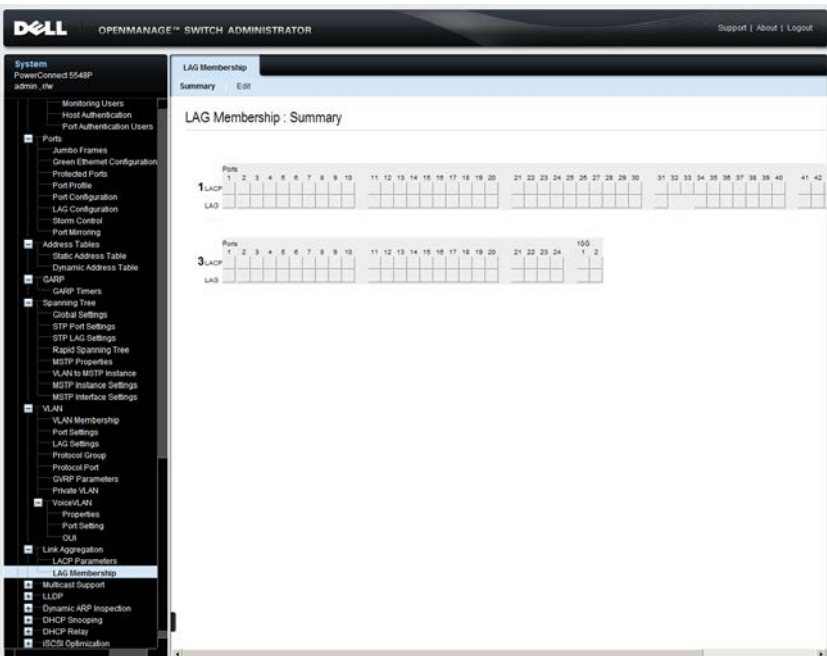 DELL
OPENMANAGE™ SWITCH ADMINISTRATOR
Support | About | Logout
System
PowerConnect 5548P
admin , r/w
Monitoring Users
Host Authentication
Port Authentication Users
Ports
Jumbo Frames
Green Ethernet Configuration
Protected Ports
Port Profile
Port Configuration
LAG Configuration
Storm Control
Port Mirroring
Address Tables
Static Address Table
Dynamic Address Table
GARP
GARP Timers
Spanning Tree
Global Settings
STP Port Settings
STP LAG Settings
Rapid Spanning Tree
MSTP Properties
VLAN to MSTP Instance
MSTP Instance Settings
MSTP Interface Settings
VLAN
VLAN Membership
Port Settings
LAG Settings
Protocol Group
Protocol Port
GVRP Parameters
Private VLAN
VoiceVLAN
Properties
Port Setting
OUI
Link Aggregation
LACP Parameters
LAG Membership
Multicast Support
LLDP
Dynamic ARP Inspection
DHCP Snooping
DHCP Relay
iSCSI Optimization
LAG Membership
Summary Edit
LAG Membership : Summary
Ports
1 2 3 4 5 6 7 8 9 10 11 12 13 14 15 16 17 18 19 20 21 22 23 24 25 26 27 28 29 30 31 32 33 34 35 36 37 38 39 40 41 42
1 LACP
LAG
Ports 10G
1 2 3 4 5 6 7 8 9 10 11 12 13 14 15 16 17 18 19 20 21 22 23 24 1 2
3 LACP
LAG